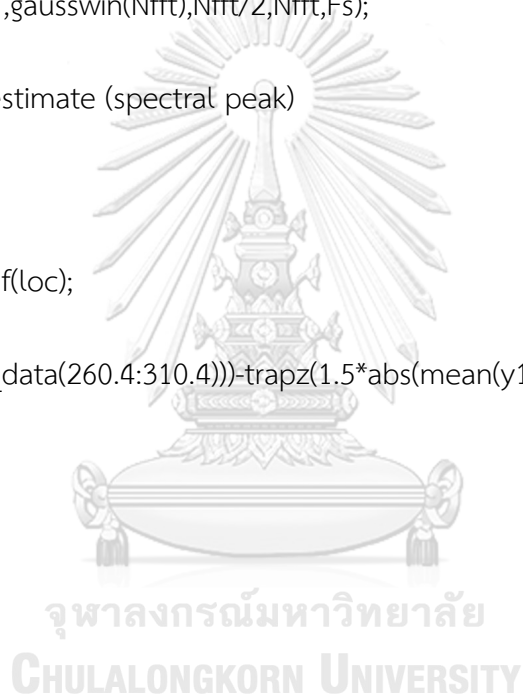 ,gausswin(Nfft),Nfft/2,Nfft,Fs);
estimate (spectral peak)
f(loc);
_data(260.4:310.4)))-trapz(1.5*abs(mean(y1
จุฬาลงกรณ์มหาวิทยาลัย
CHULALONGKORN UNIVERSITY